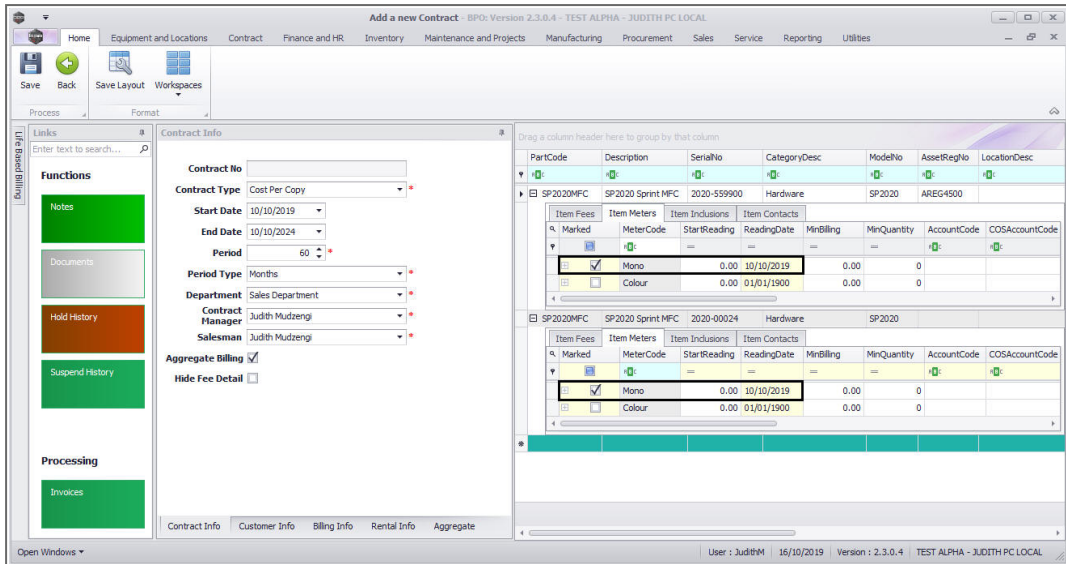 Add a new Contract - BPO: Version 2.3.0.4 - TEST ALPHA - JUDITH PC LOCAL
Home Equipment and Locations Contract Finance and HR Inventory Maintenance and Projects Manufacturing Procurement Sales Service Reporting Utilities
Save Back Save Layout Workspaces
Process Format
Life Based Billing
Links
Enter text to search...
Functions
Notes
Documents
Hold History
Suspend History
Processing
Invoices
Contract Info
Contract No
Contract Type Cost Per Copy *
Start Date 10/10/2019
End Date 10/10/2024
Period 60 *
Period Type Months *
Department Sales Department *
Contract Manager Judith Mudzengi *
Salesman Judith Mudzengi *
Aggregate Billing
Hide Fee Detail
Contract Info Customer Info Billing Info Rental Info Aggregate
Drag a column header here to group by that column
PartCode Description SerialNo CategoryDesc ModelNo AssetRegNo LocationDesc
SP2020MFC SP2020 Sprint MFC 2020-559900 Hardware SP2020 AREG4500
Item Fees Item Meters Item Inclusions Item Contacts
Marked MeterCode StartReading ReadingDate MinBilling MinQuantity AccountCode COSAccountCode
= = = =
Mono 0.00 10/10/2019 0.00 0
Colour 0.00 01/01/1900 0.00 0
SP2020MFC SP2020 Sprint MFC 2020-00024 Hardware SP2020
Item Fees Item Meters Item Inclusions Item Contacts
Marked MeterCode StartReading ReadingDate MinBilling MinQuantity AccountCode COSAccountCode
= = = =
Mono 0.00 10/10/2019 0.00 0
Colour 0.00 01/01/1900 0.00 0
Open Windows User : JudithM 16/10/2019 Version : 2.3.0.4 TEST ALPHA - JUDITH PC LOCAL